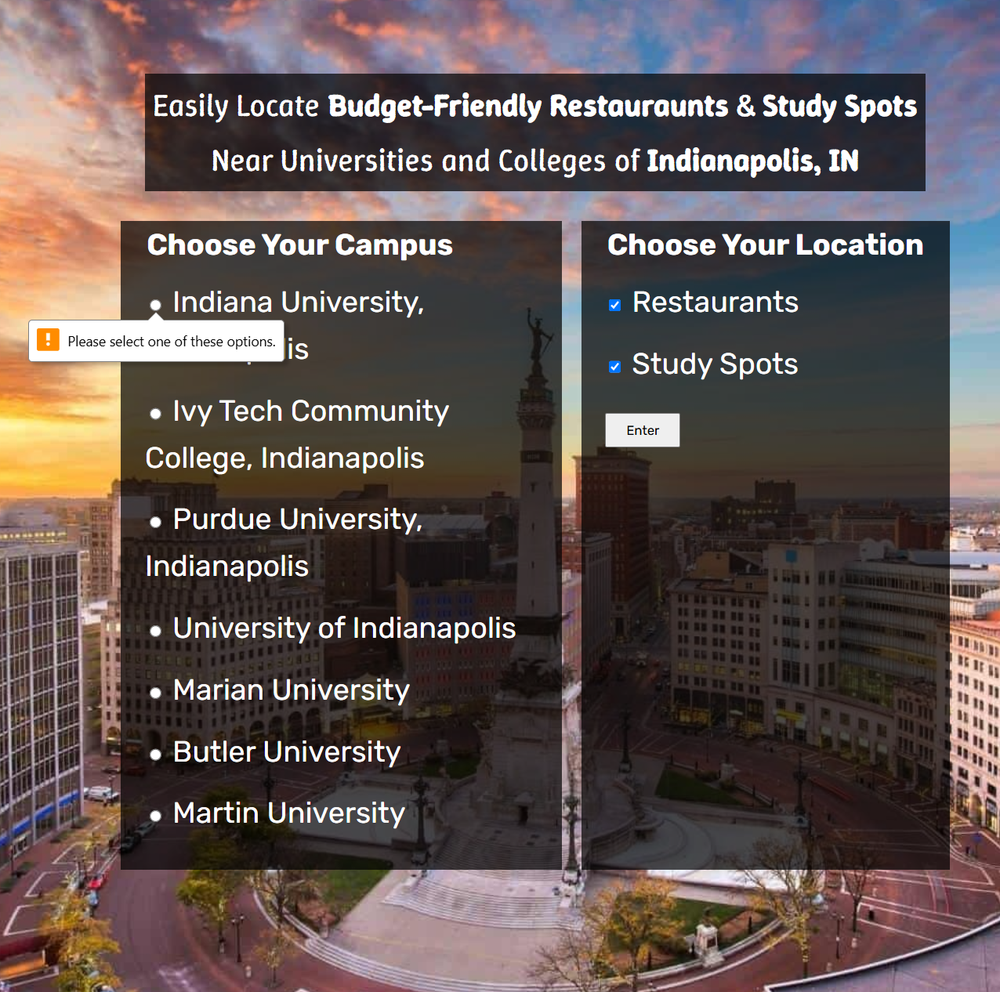 Easily Locate Budget-Friendly Restauraunts & Study Spots
Near Universities and Colleges of Indianapolis, IN
Choose Your Campus
Indiana University,
Please select one of these options.
lis
Ivy Tech Community
College, Indianapolis
Purdue University,
Indianapolis
University of Indianapolis
Marian University
Butler University
Martin University
Choose Your Location
Restaurants
Study Spots
Enter